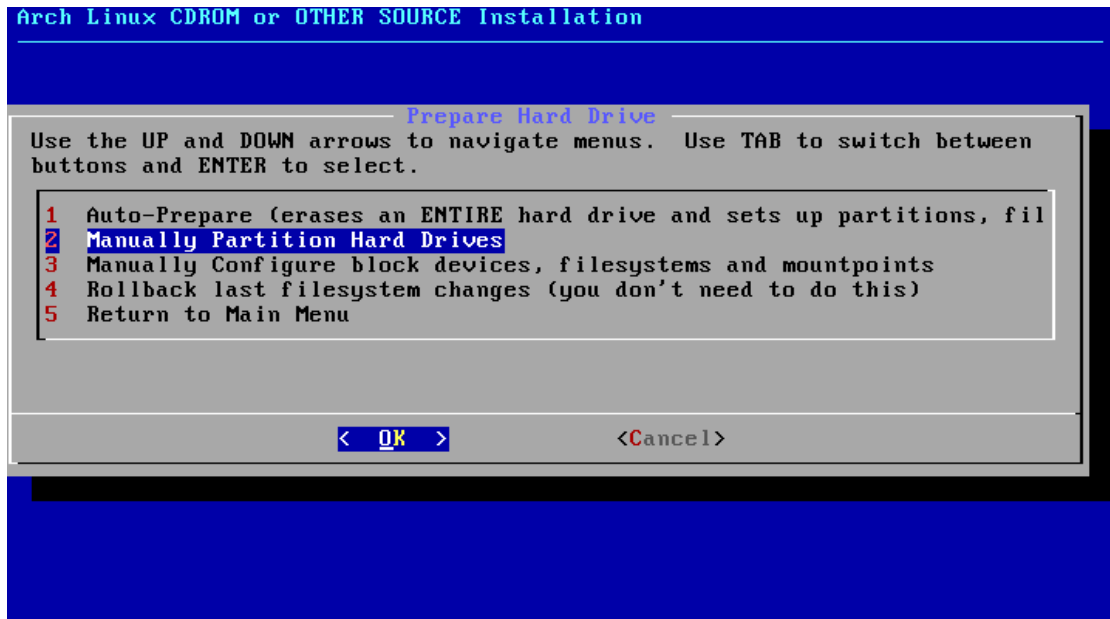 Arch Linux CDROM or OTHER SOURCE Installation
Prepare Hard Drive
Use the UP and DOWN arrows to navigate menus.  Use TAB to switch between
buttons and ENTER to select.
1  Auto-Prepare (erases an ENTIRE hard drive and sets up partitions, fil
2  Manually Partition Hard Drives
3  Manually Configure block devices, filesystems and mountpoints
4  Rollback last filesystem changes (you don't need to do this)
5  Return to Main Menu
<  OK  >  <Cancel>